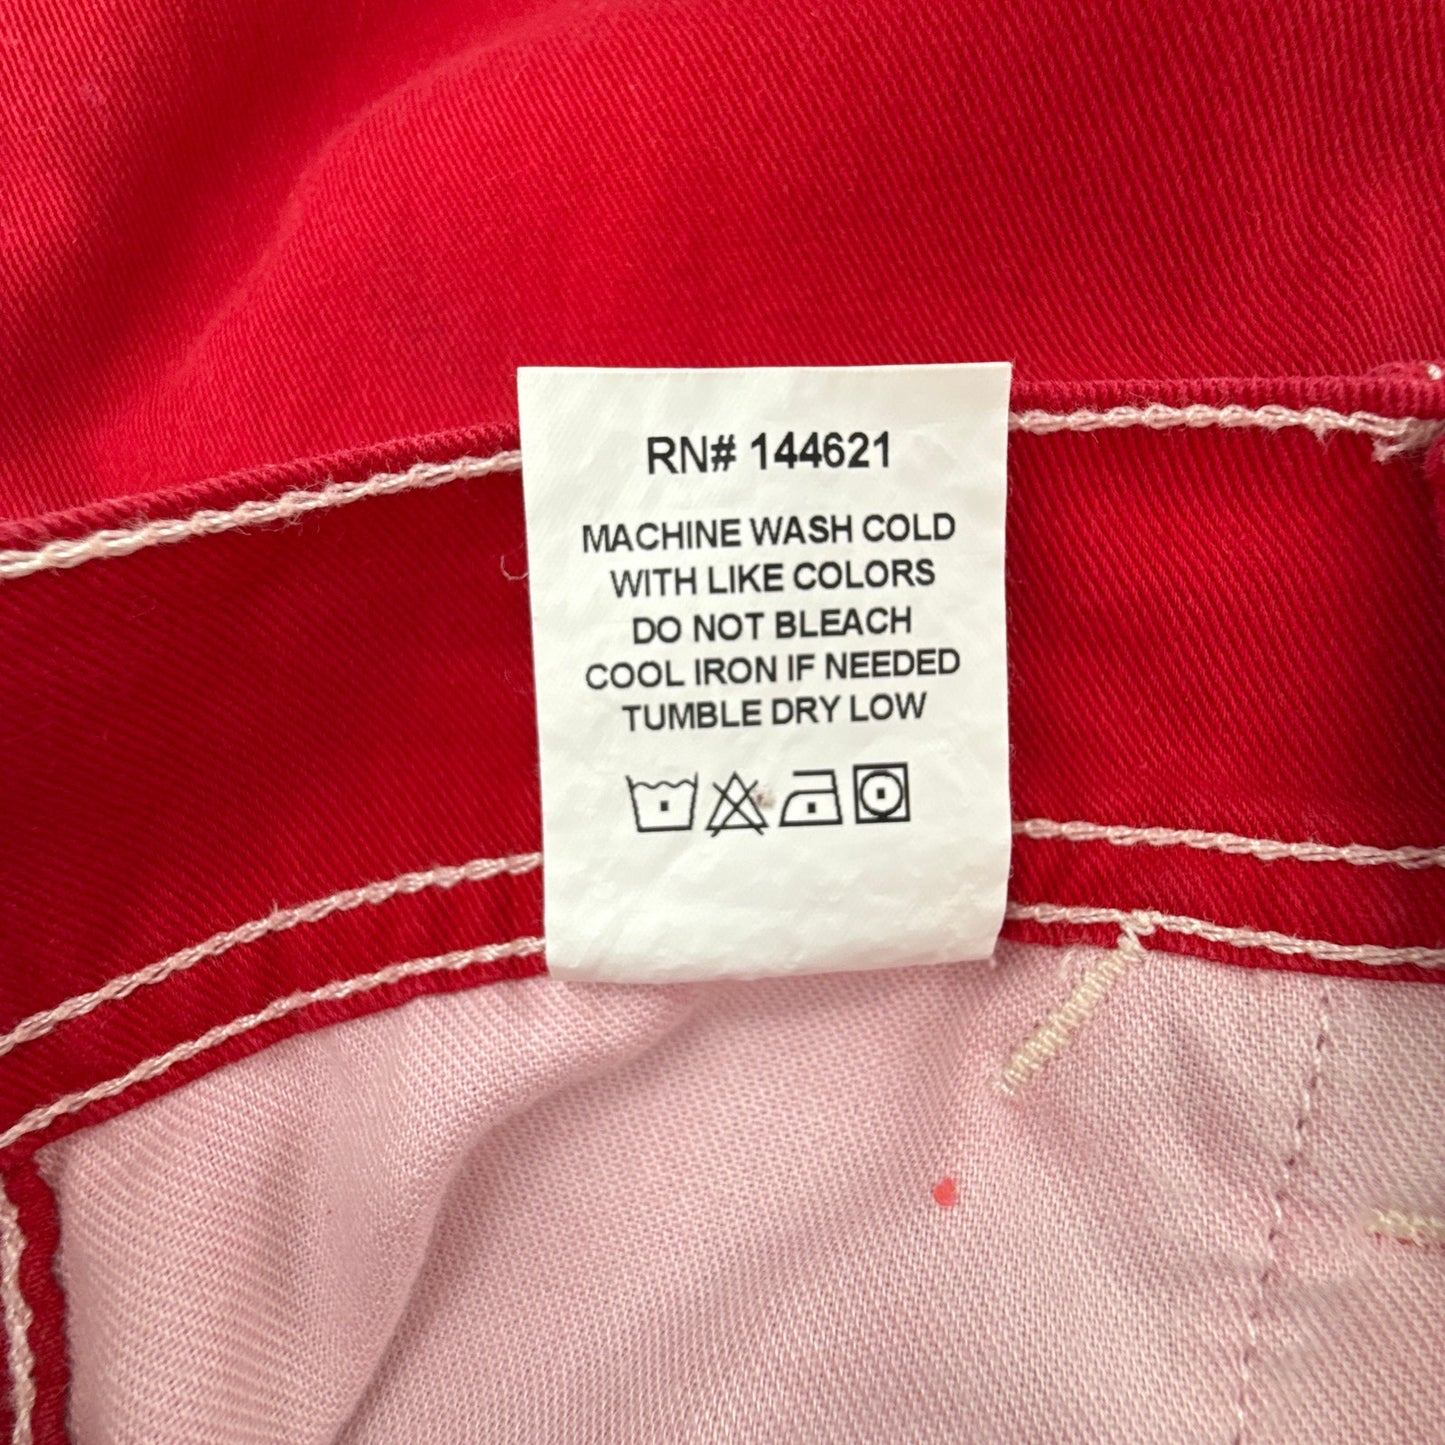 RN# 144621
MACHINE WASH COLD
WITH LIKE COLORS
DO NOT BLEACH
COOL IRON IF NEEDED
TUMBLE DRY LOW